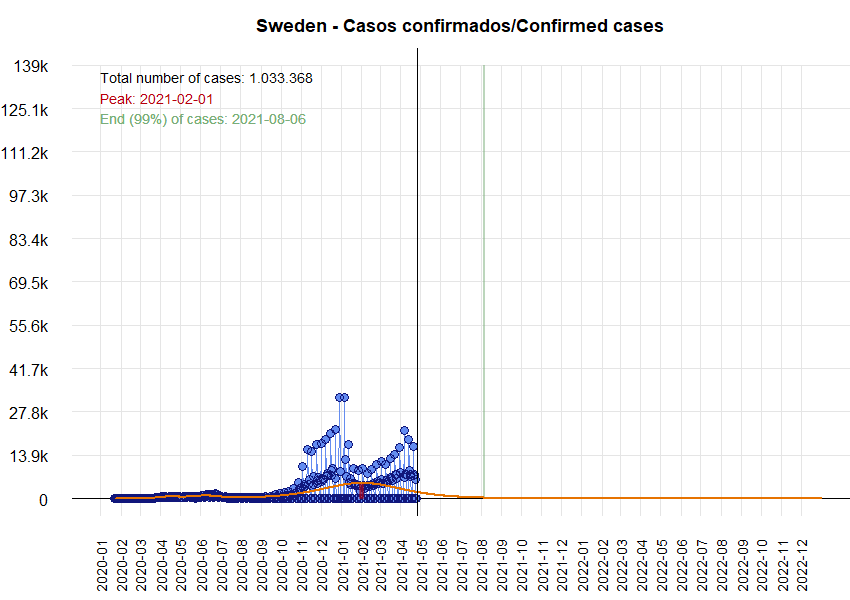 Sweden - Casos confirmados/Confirmed cases
139k
125.1k
111.2k
97.3k
83.4k
69.5k
55.6k
41.7k
27.8k
13.9k
0
Total number of cases: 1.033.368
Peak: 2021-02-01
End (99%) of cases: 2021-08-06
2020-01
2020-02
2020-03
2020-04
2020-05
2020-06
2020-07
2020-08
2020-09
2020-10
2020-11
2020-12
2021-01
2021-02
2021-03
2021-04
2021-05
2021-06
2021-07
2021-08
2021-09
2021-10
2021-11
2021-12
2022-01
2022-02
2022-03
2022-04
2022-05
2022-06
2022-07
2022-08
2022-09
2022-10
2022-11
2022-12